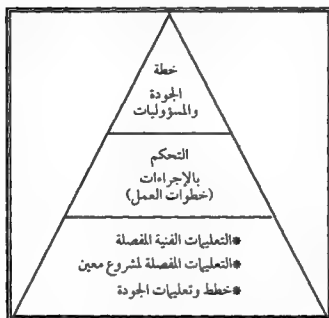 خطة
الجودة
والمسؤوليات
التحكم
بالإجراءات
(خطوات العمل)
*التعليمات الفنية المفصلة
*التعليمات المفصلة لمشروع معين
*خطط وتعليمات الجودة